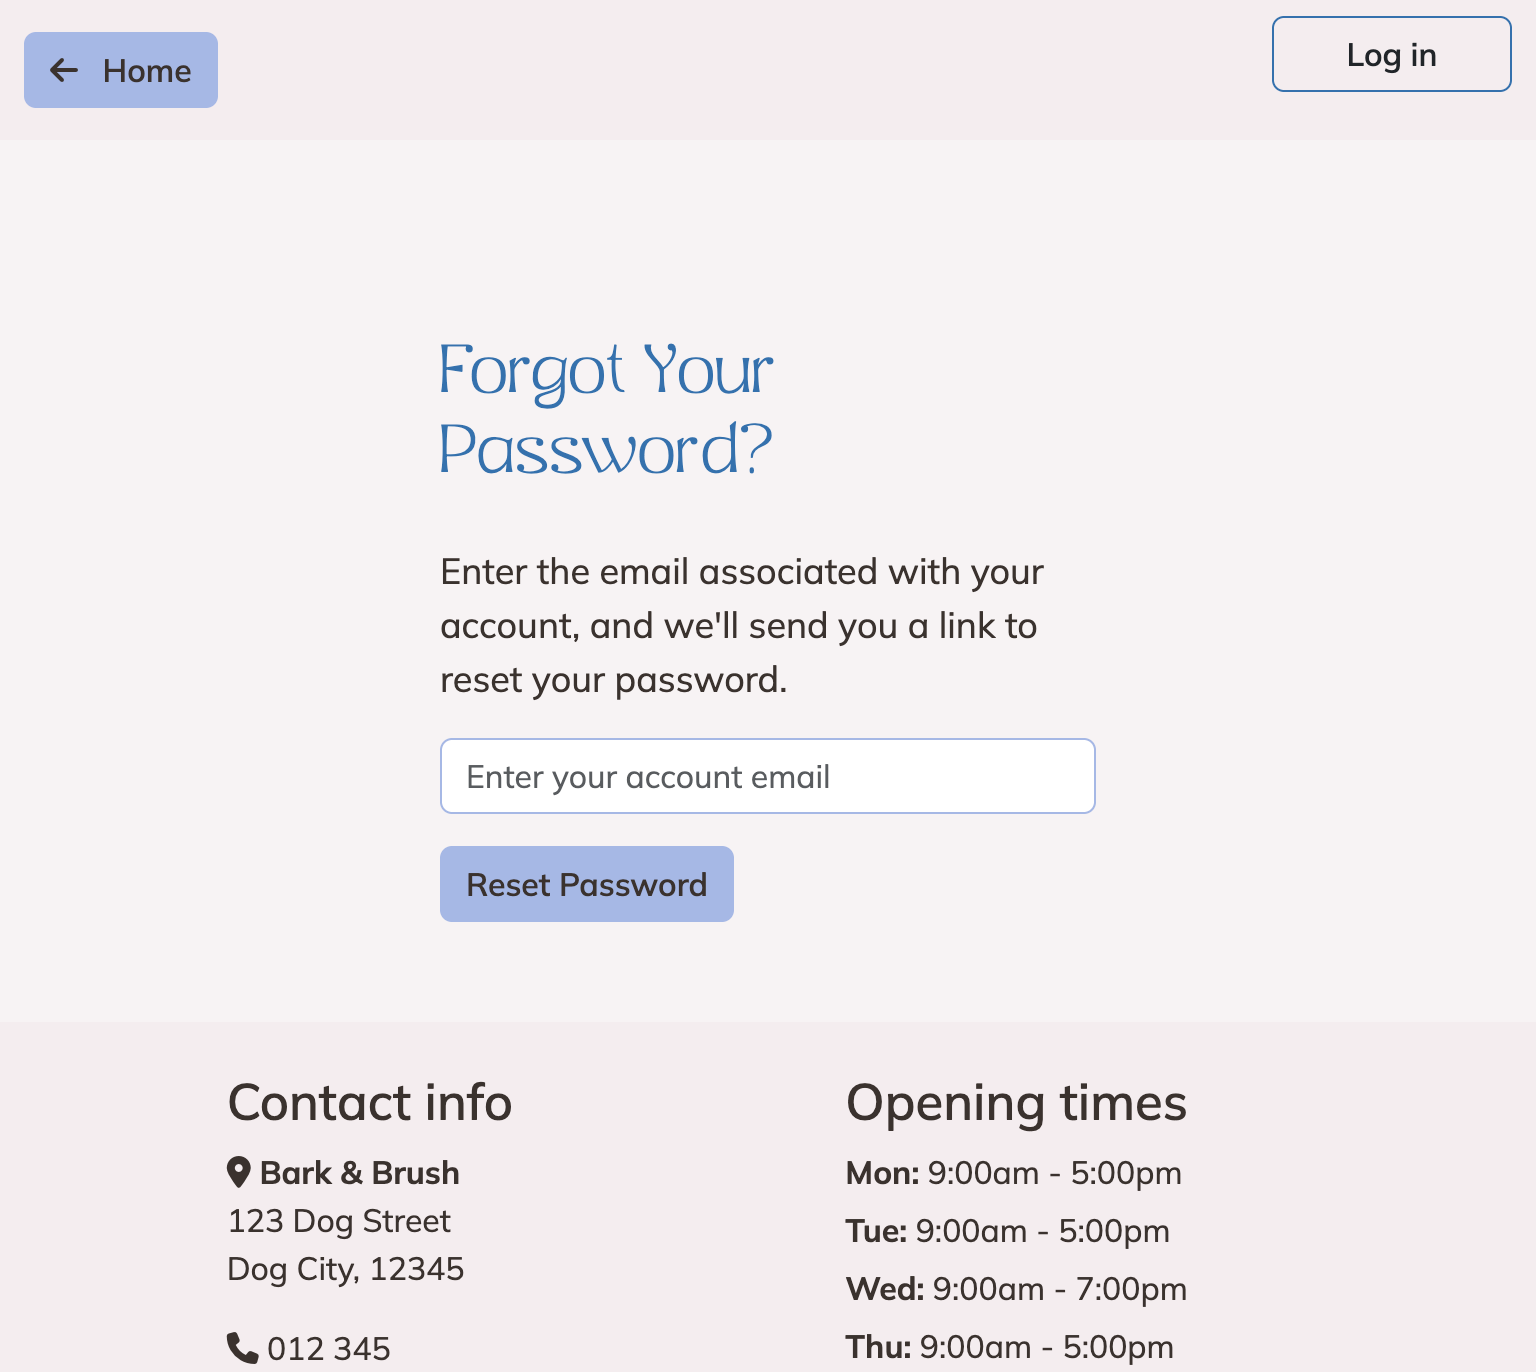 Home
Log in
Forgot Your
Password?
Enter the email associated with your
account, and we'll send you a link to
reset your password.
Enter your account email
Reset Password
Contact info
Bark & Brush
123 Dog Street
Dog City, 12345
012 345
Opening times
Mon: 9:00am - 5:00pm
Tue: 9:00am - 5:00pm
Wed: 9:00am - 7:00pm
Thu: 9:00am - 5:00pm